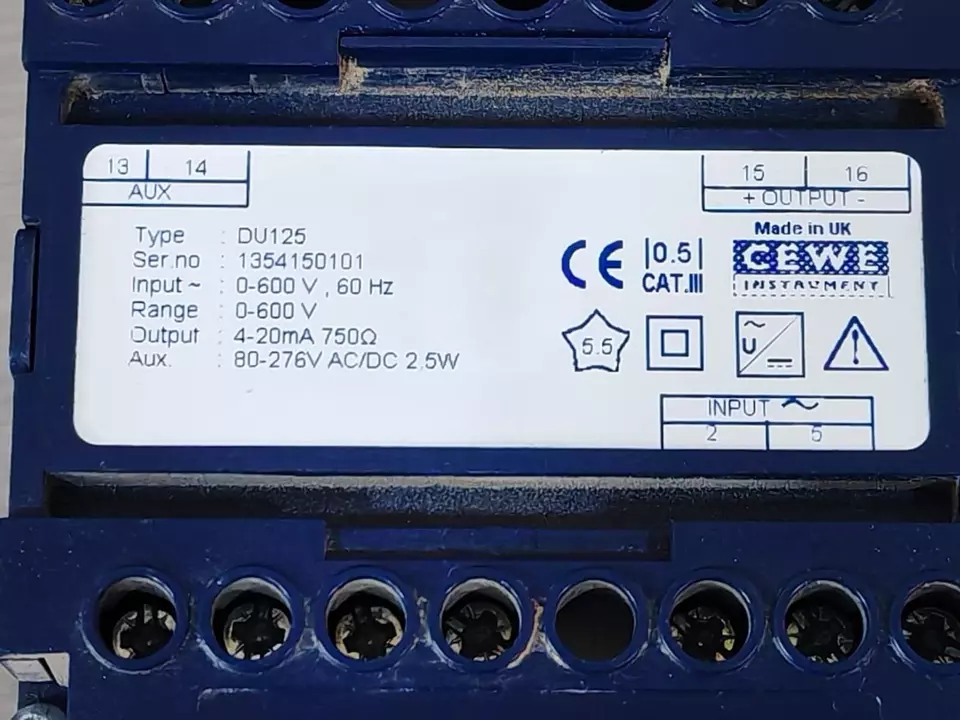 13 14
AUX
15 16
+ OUTPUT -
Type : DU125
Ser.no : 1354150101
Input ~ : 0-600 V , 60 Hz
Range : 0-600 V
Output : 4-20mA 750Ω
Aux. : 80-276V AC/DC 2.5W
CE
|0.5|
CAT.III
Made in UK
CEWE
INSTRUMENT
5.5
~
U
!
INPUT ~
2 5